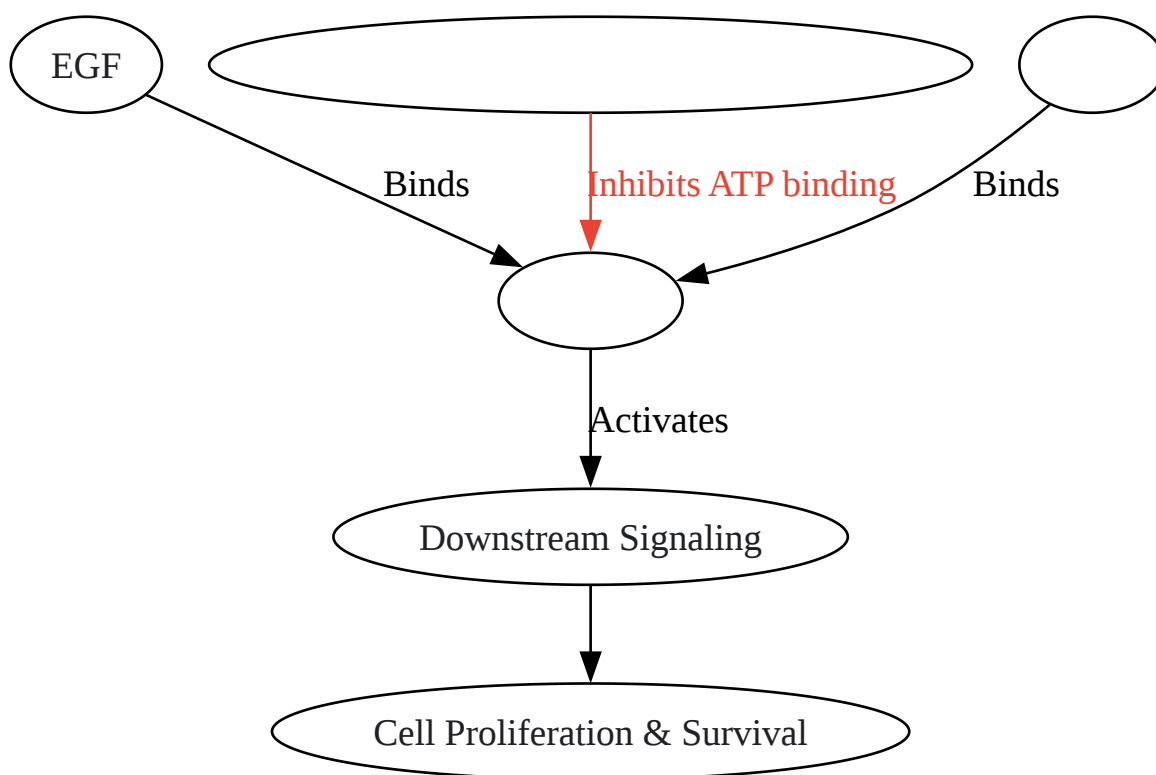 EGF
Binds
Inhibits ATP binding
Binds
Activates
Downstream Signaling
Cell Proliferation & Survival